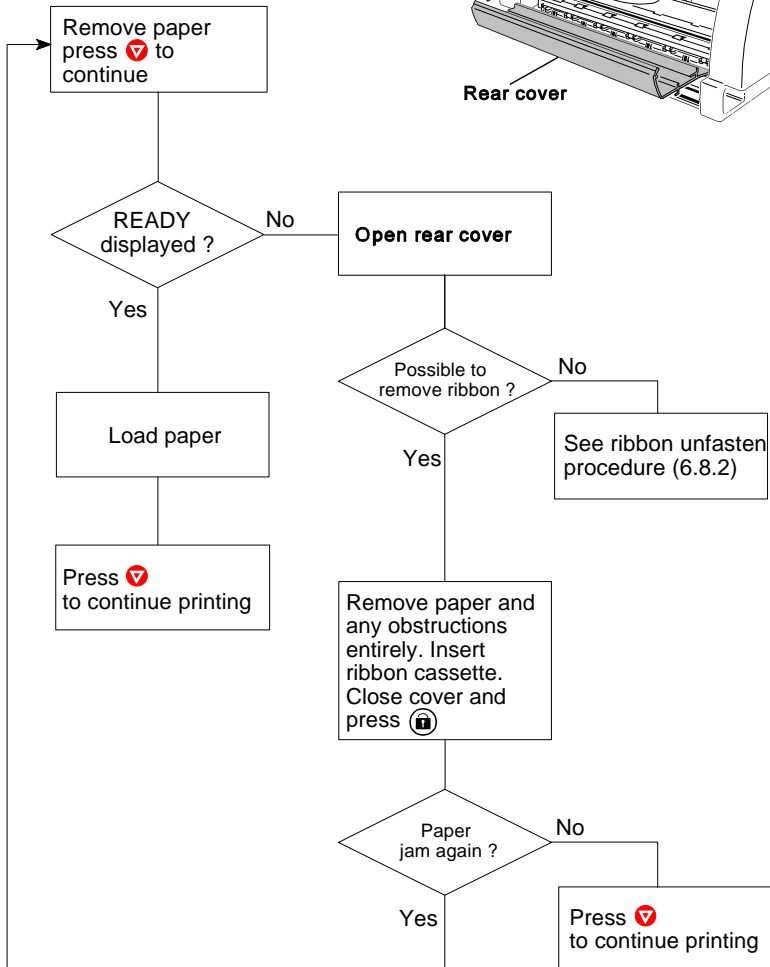 Remove paper
press to
continue
Rear cover
READY
displayed ?
No
Open rear cover
Yes
Possible to
remove ribbon ?
No
Load paper
See ribbon unfasten
procedure (6.8.2)
Yes
Press
to continue printing
Remove paper and
any obstructions
entirely. Insert
ribbon cassette.
Close cover and
press
Paper
jam again ?
No
Yes
Press
to continue printing